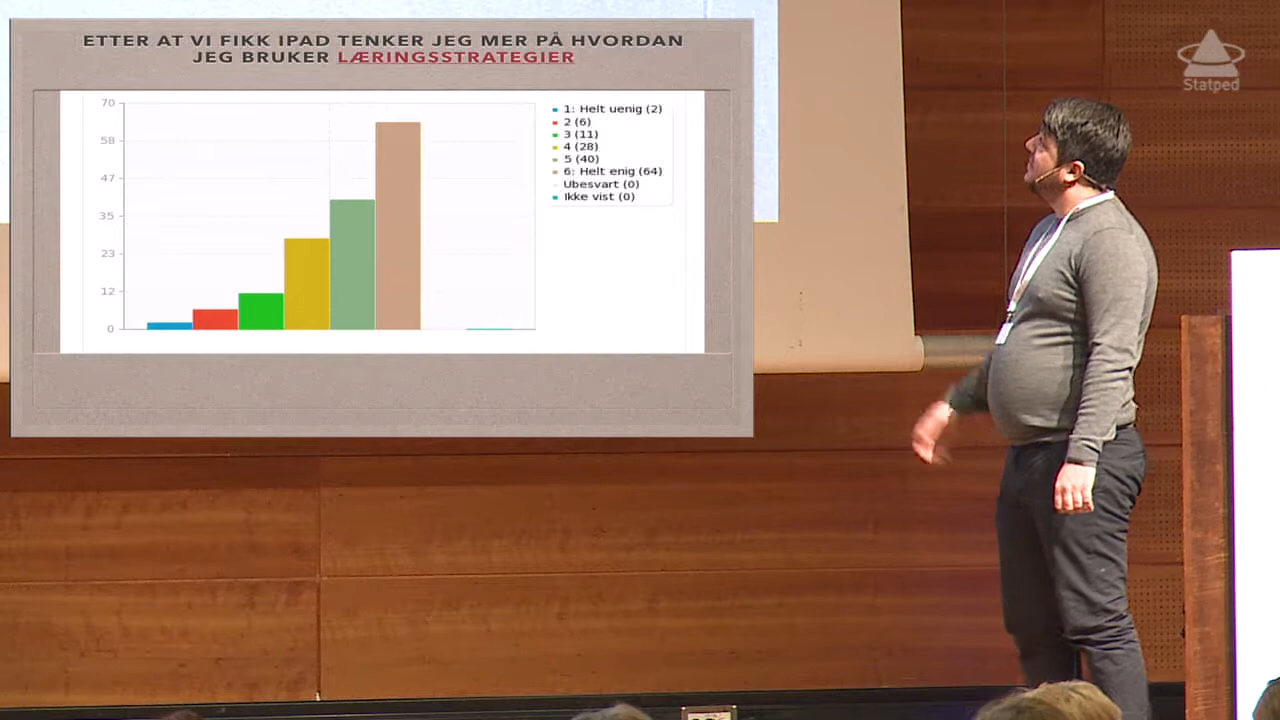 ETTER AT VI FIKK IPAD TENKER JEG MER PÅ HVORDAN
JEG BRUKER LÆRINGSSTRATEGIER
70
58
47
35
23
12
0
1: Helt uenig (2)
2 (6)
3 (11)
4 (28)
5 (40)
6: Helt enig (64)
Ubesvart (0)
Ikke vist (0)
Statped